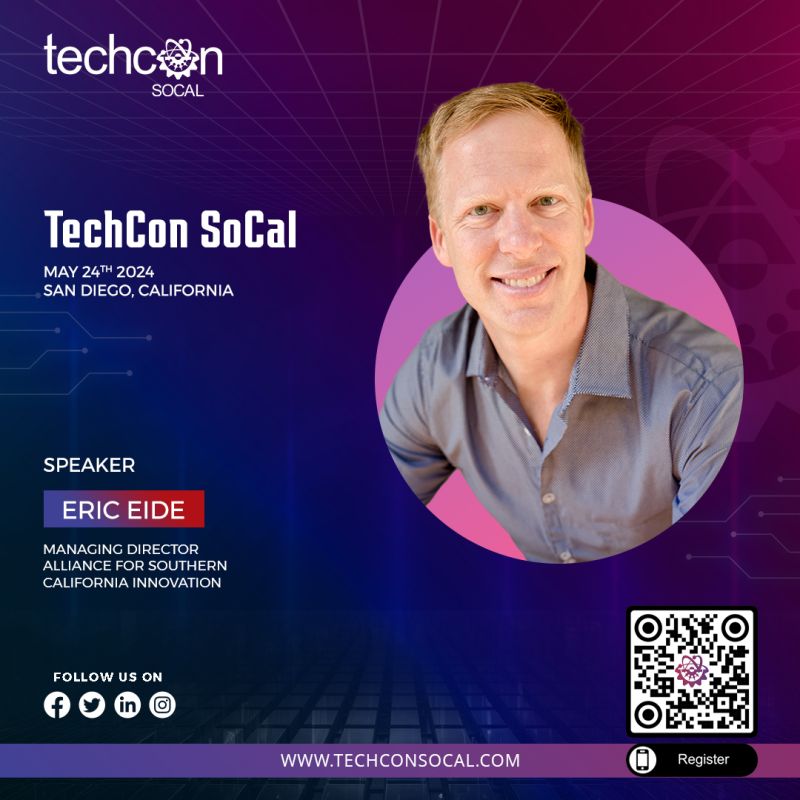 techcon
SOCAL
TechCon SoCal
MAY 24TH 2024
SAN DIEGO, CALIFORNIA
SPEAKER
ERIC EIDE
MANAGING DIRECTOR
ALLIANCE FOR SOUTHERN
CALIFORNIA INNOVATION
FOLLOW US ON
WWW.TECHCONSOCAL.COM
Register